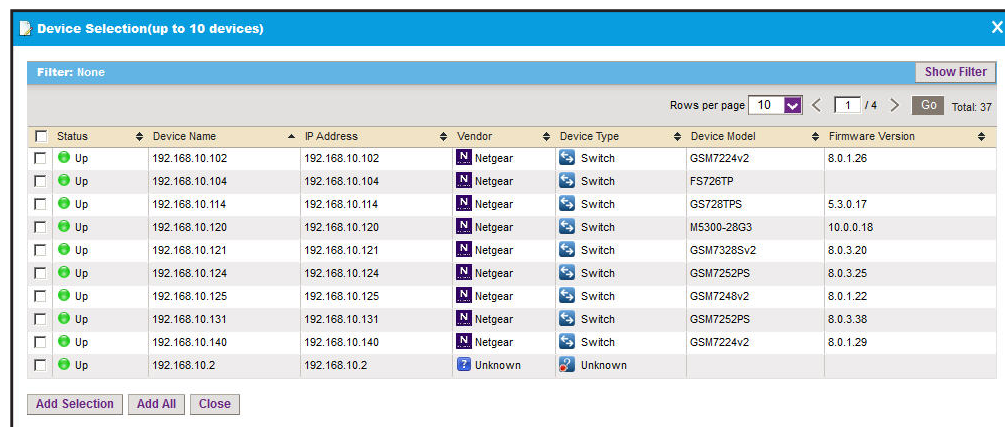 Device Selection(up to 10 devices)
X
Filter: None
Show Filter
Rows per page 10 < 1 / 4 > Go Total: 37
Status Device Name IP Address Vendor Device Type Device Model Firmware Version
Up 192.168.10.102 192.168.10.102 N Netgear Switch GSM7224v2 8.0.1.26
Up 192.168.10.104 192.168.10.104 N Netgear Switch FS726TP
Up 192.168.10.114 192.168.10.114 N Netgear Switch GS728TPS 5.3.0.17
Up 192.168.10.120 192.168.10.120 N Netgear Switch M5300-28G3 10.0.0.18
Up 192.168.10.121 192.168.10.121 N Netgear Switch GSM7328Sv2 8.0.3.20
Up 192.168.10.124 192.168.10.124 N Netgear Switch GSM7252PS 8.0.3.25
Up 192.168.10.125 192.168.10.125 N Netgear Switch GSM7248v2 8.0.1.22
Up 192.168.10.131 192.168.10.131 N Netgear Switch GSM7252PS 8.0.3.38
Up 192.168.10.140 192.168.10.140 N Netgear Switch GSM7224v2 8.0.1.29
Up 192.168.10.2 192.168.10.2 ? Unknown ? Unknown
Add Selection Add All Close